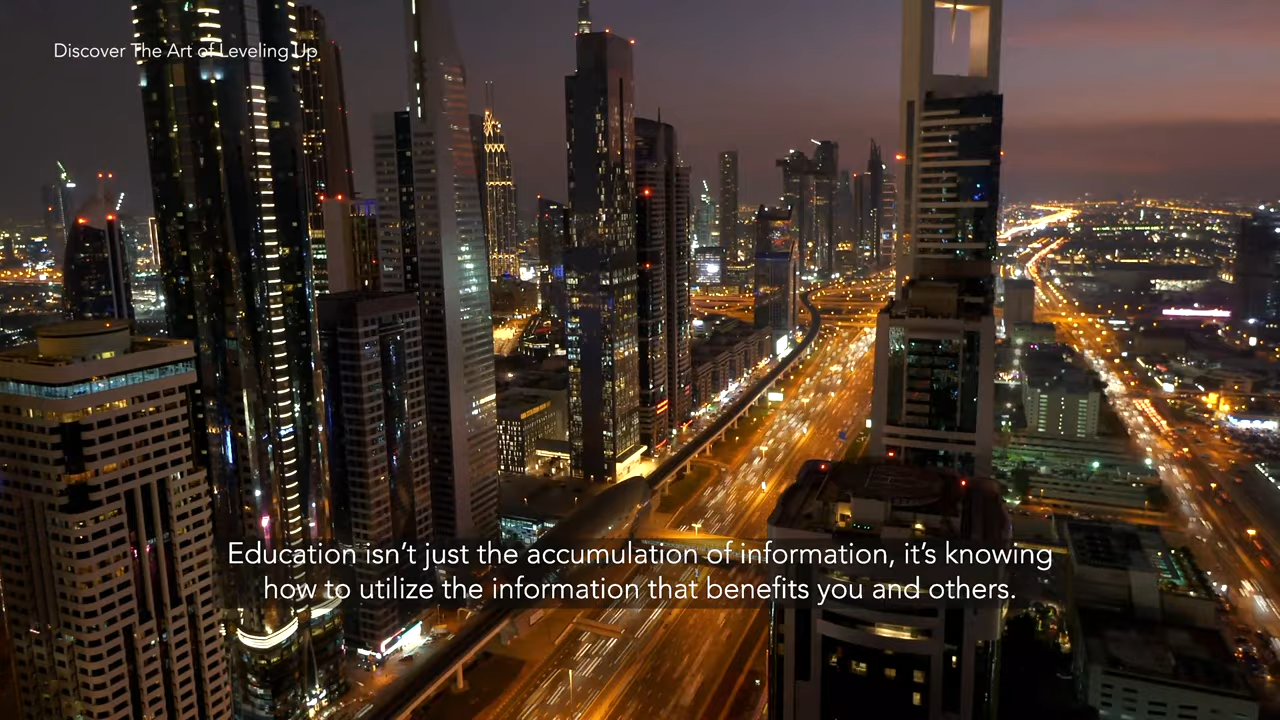 Discover The Art of Leveling Up
Education isn’t just the accumulation of information, it’s knowing
how to utilize the information that benefits you and others.